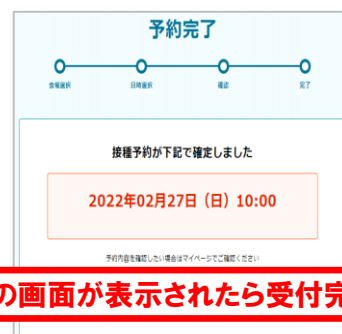 予約完了
会場選択 日時選択 確認 完了
接種予約が下記で確定しました
2022年02月27日（日）10:00
予約内容を確認したい場合はマイページでご確認ください
の画面が表示されたら受付完